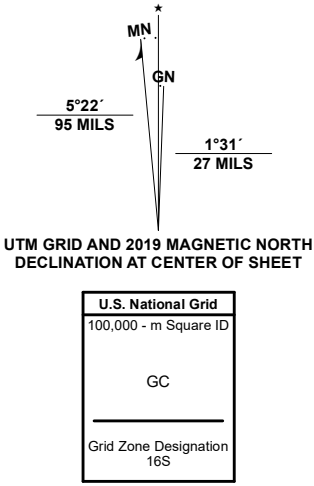 ★
MN
GN
5°22´
95 MILS
1°31´
27 MILS
UTM GRID AND 2019 MAGNETIC NORTH
DECLINATION AT CENTER OF SHEET
U.S. National Grid
100,000 - m Square ID
GC
Grid Zone Designation
16S